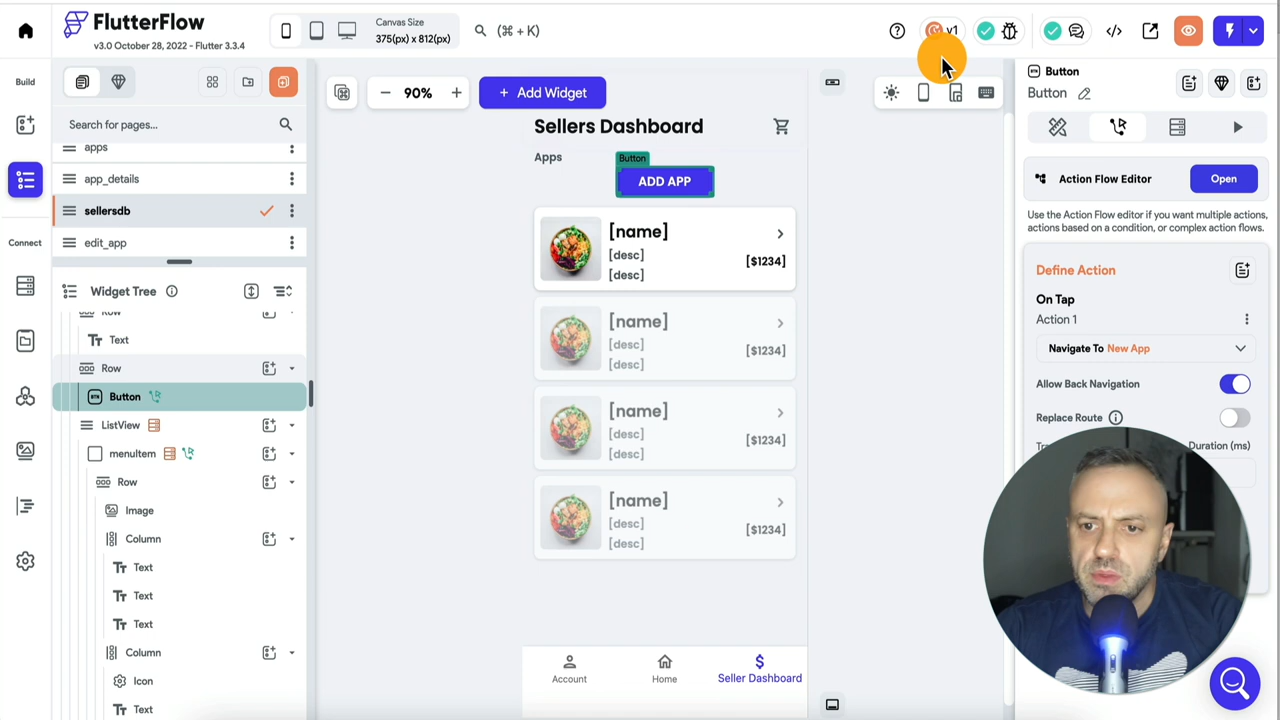 FlutterFlow
v3.0 October 28, 2022 - Flutter 3.3.4
Canvas Size
375(px) x 812(px)
(⌘ + K)
v1
Build
Connect
Search for pages...
apps
app_details
sellersdb
edit_app
Widget Tree
Row
Text
Row
Button
ListView
menuItem
Row
Image
Column
Text
Text
Text
Column
Icon
Text
90%
+ Add Widget
Sellers Dashboard
Apps
Button
ADD APP
[name]
[desc]
[desc]
[$1234]
[name]
[desc]
[desc]
[$1234]
[name]
[desc]
[desc]
[$1234]
[name]
[desc]
[desc]
[$1234]
Account
Home
Seller Dashboard
Button
Button
Action Flow Editor
Open
Use the Action Flow editor if you want multiple actions,
actions based on a condition, or complex action flows.
Define Action
On Tap
Action 1
Navigate To New App
Allow Back Navigation
Replace Route
Duration (ms)